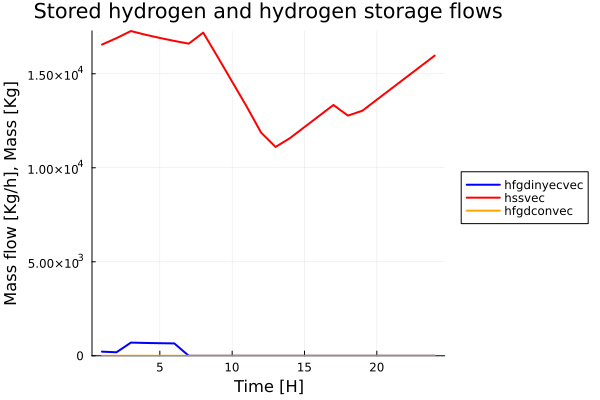 Stored hydrogen and hydrogen storage flows
Mass flow [Kg/h], Mass [Kg]
1.50×10⁴
1.00×10⁴
5.00×10³
0
5 10 15 20
Time [H]
hfgdinyecvec
hssvec
hfgdconvec